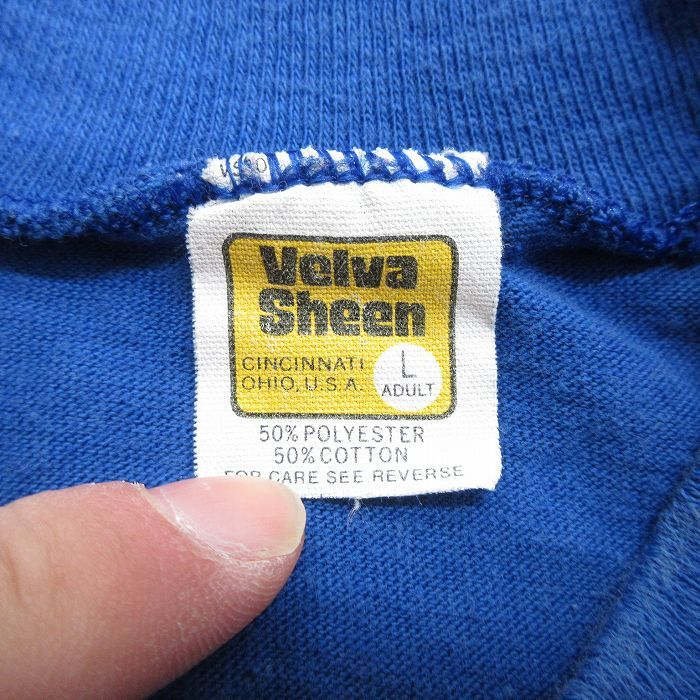 Velva
Sheen
CINCINNATI
OHIO, U.S.A.
L
ADULT
50% POLYESTER
50% COTTON
FOR CARE SEE REVERSE